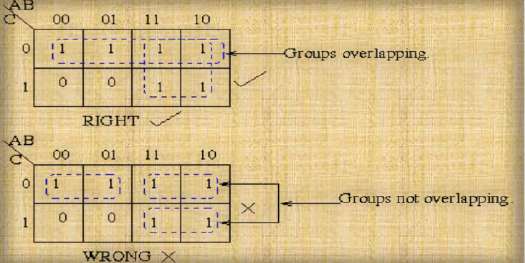 AB
C 00 01 11 10
0 1 1 1 1 Groups overlapping.
1 0 0 1 1
RIGHT
AB
C 00 01 11 10
0 1 1 1 1
Groups not overlapping.
1 0 0 1 1
WRONG